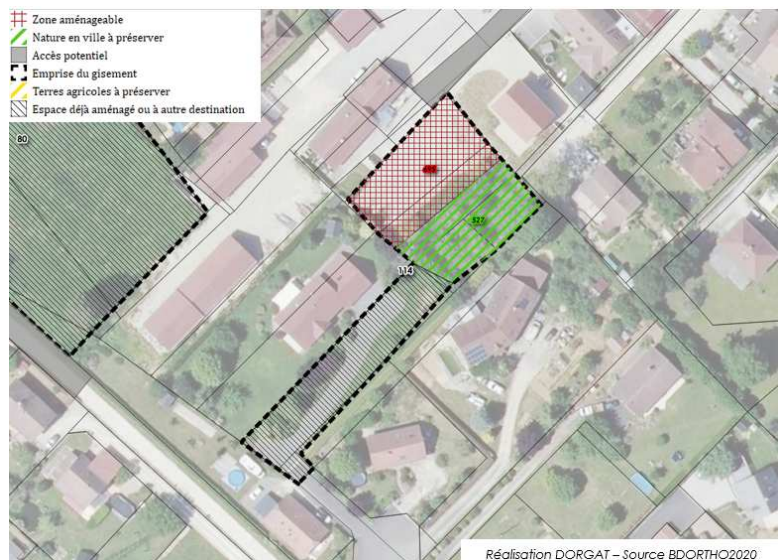 Zone aménageable
Nature en ville à préserver
Accès potentiel
Emprise du gisement
Terres agricoles à préserver
Espace déjà aménagé ou à autre destination
80
327
114
Réalisation DORGAT – Source BDORTHO2020